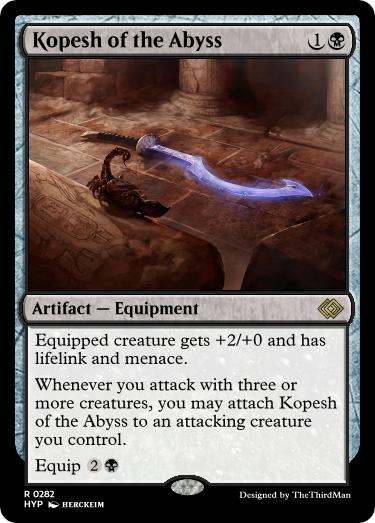 Kopesh of the Abyss 1
Artifact — Equipment
Equipped creature gets +2/+0 and has
lifelink and menace.
Whenever you attack with three or
more creatures, you may attach Kopesh
of the Abyss to an attacking creature
you control.
Equip 2
R 0282
HYP HERCKEIM
Designed by TheThirdMan